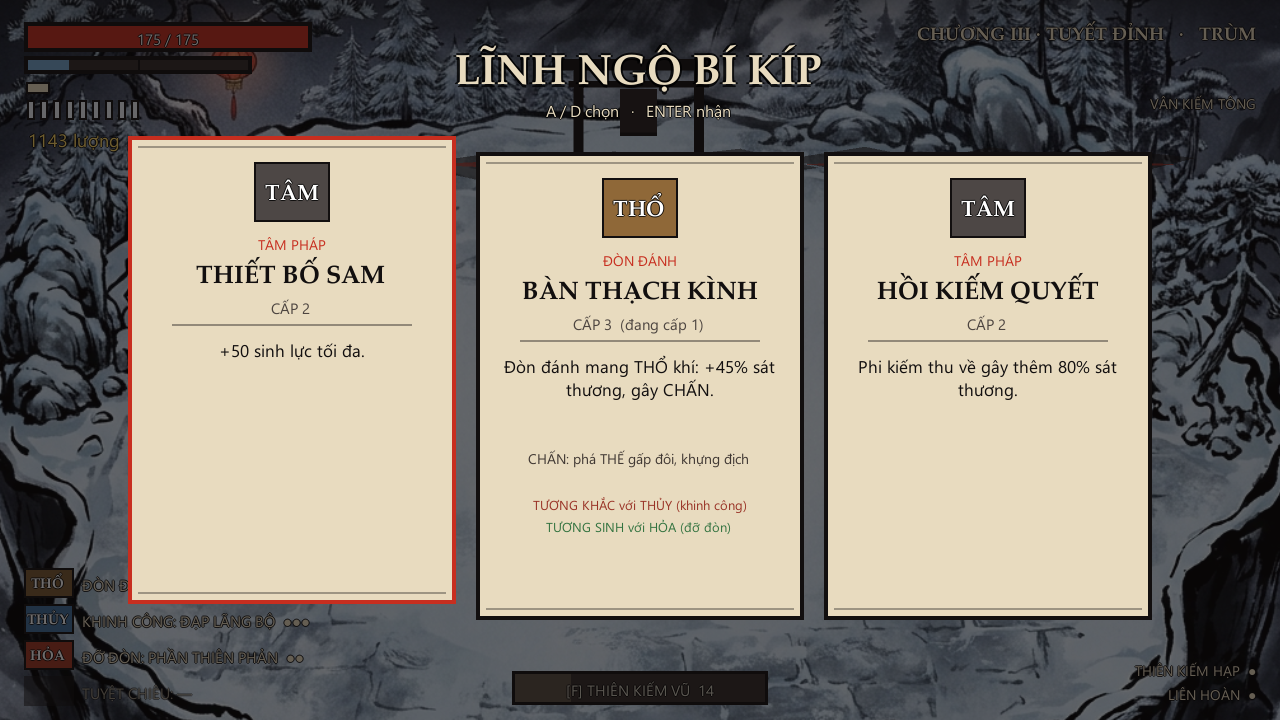 175 / 175
CHƯƠNG III · TUYẾT ĐỈNH · TRÙM
LĨNH NGỘ BÍ KÍP
A / D chọn · ENTER nhận
VÂN KIẾM TÔNG
1143 lượng
TÂM
TÂM PHÁP
THIẾT BỐ SAM
CẤP 2
+50 sinh lực tối đa.
THỔ
ĐÒN ĐÁNH
BÀN THẠCH KÌNH
CẤP 3 (đang cấp 1)
Đòn đánh mang THỔ khí: +45% sát
thương, gây CHẤN.
CHẤN: phá THẾ gấp đôi, khựng địch
TƯƠNG KHẮC với THỦY (khinh công)
TƯƠNG SINH với HỎA (đỡ đòn)
TÂM
TÂM PHÁP
HỒI KIẾM QUYẾT
CẤP 2
Phi kiếm thu về gây thêm 80% sát
thương.
THỔ ĐÒN Đ
THỦY KHINH CÔNG: ĐẠP LÃNG BỘ
HỎA ĐỠ ĐÒN: PHẦN THIÊN PHẢN
TUYỆT CHIÊU: —
[F] THIÊN KIẾM VŨ 14
THIÊN KIẾM HẠP
LIÊN HOÀN